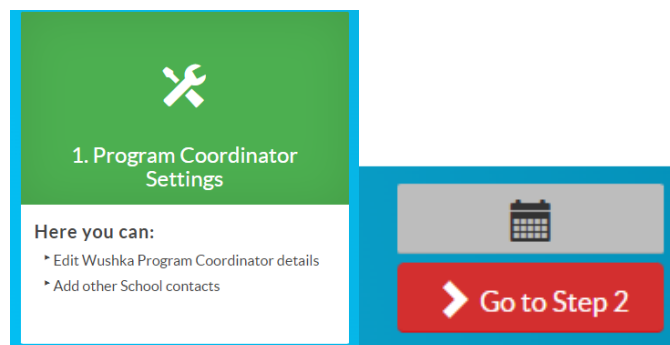 1. Program Coordinator
Settings
Here you can:
Edit Wushka Program Coordinator details
Add other School contacts
Go to Step 2